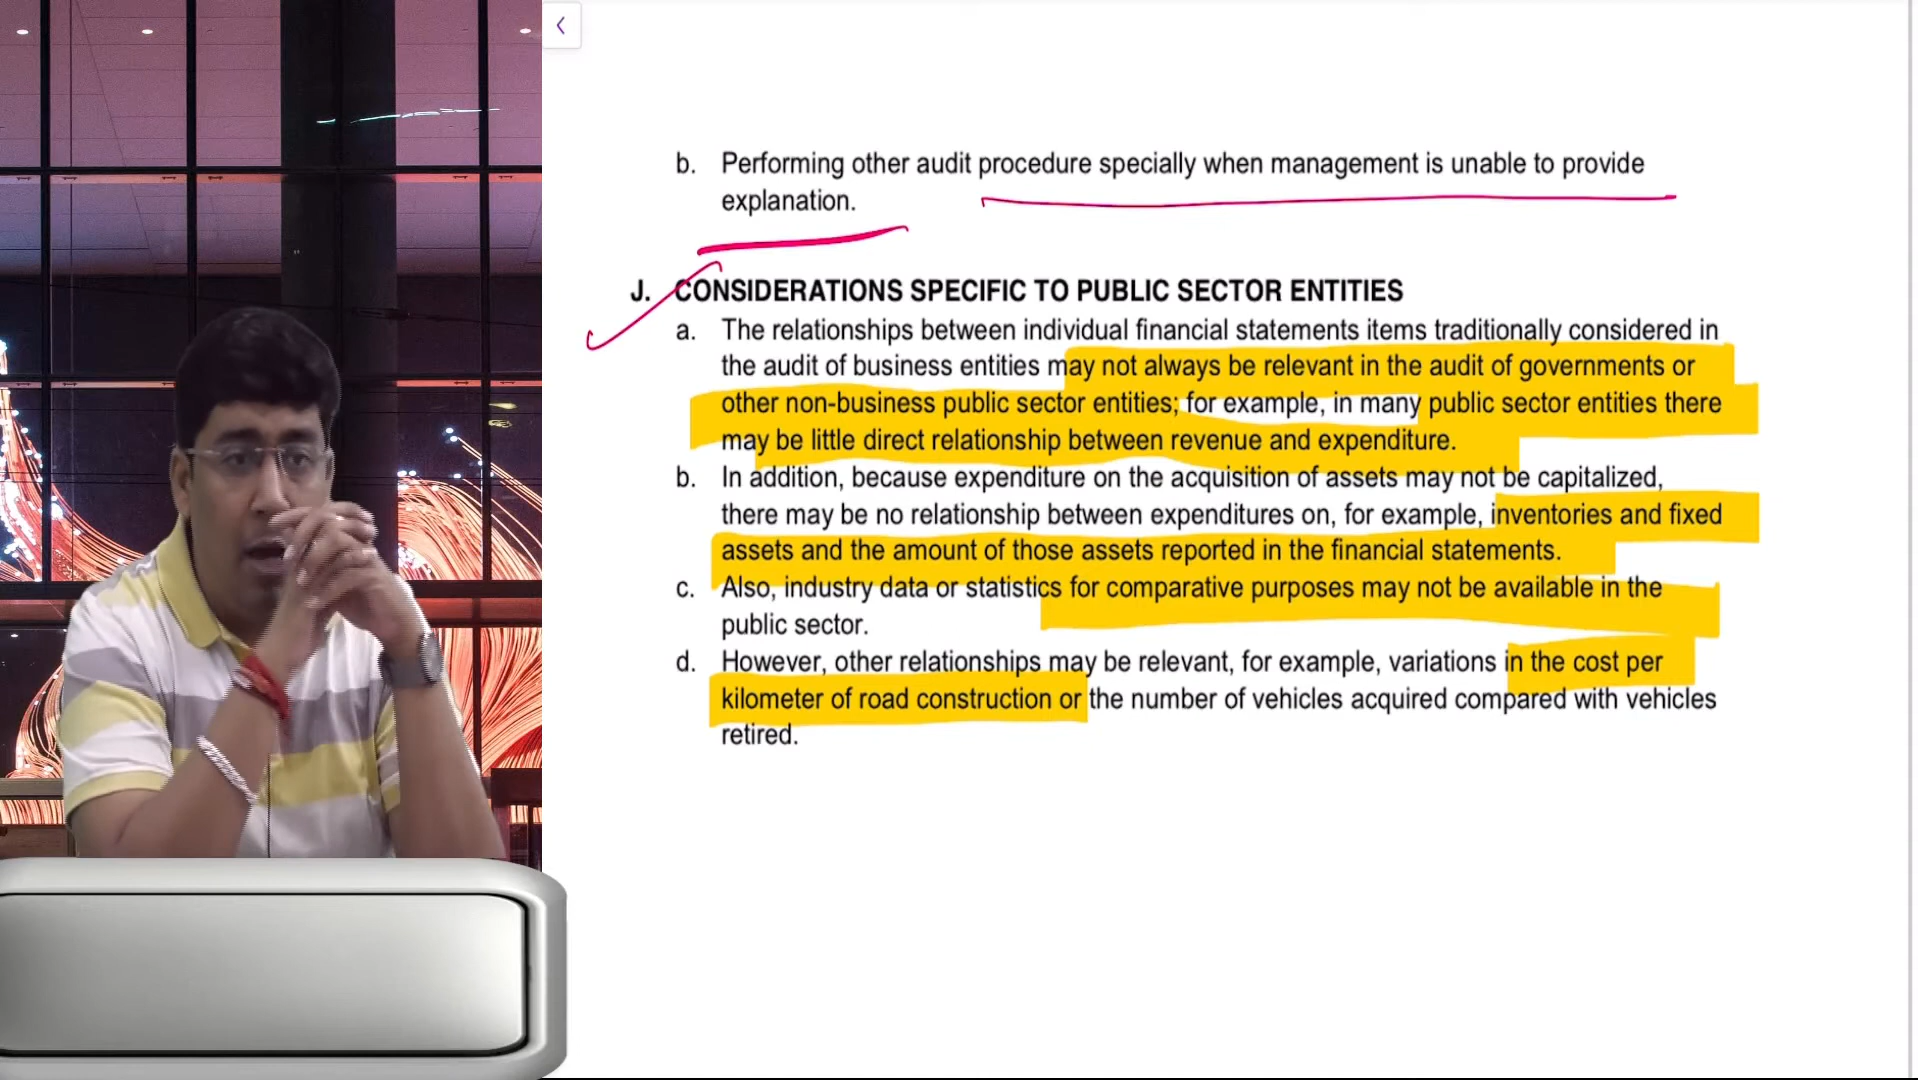 b. Performing other audit procedure specially when management is unable to provide
explanation.
J. CONSIDERATIONS SPECIFIC TO PUBLIC SECTOR ENTITIES
a. The relationships between individual financial statements items traditionally considered in
the audit of business entities may not always be relevant in the audit of governments or
other non-business public sector entities; for example, in many public sector entities there
may be little direct relationship between revenue and expenditure.
b. In addition, because expenditure on the acquisition of assets may not be capitalized,
there may be no relationship between expenditures on, for example, inventories and fixed
assets and the amount of those assets reported in the financial statements.
c. Also, industry data or statistics for comparative purposes may not be available in the
public sector.
d. However, other relationships may be relevant, for example, variations in the cost per
kilometer of road construction or the number of vehicles acquired compared with vehicles
retired.